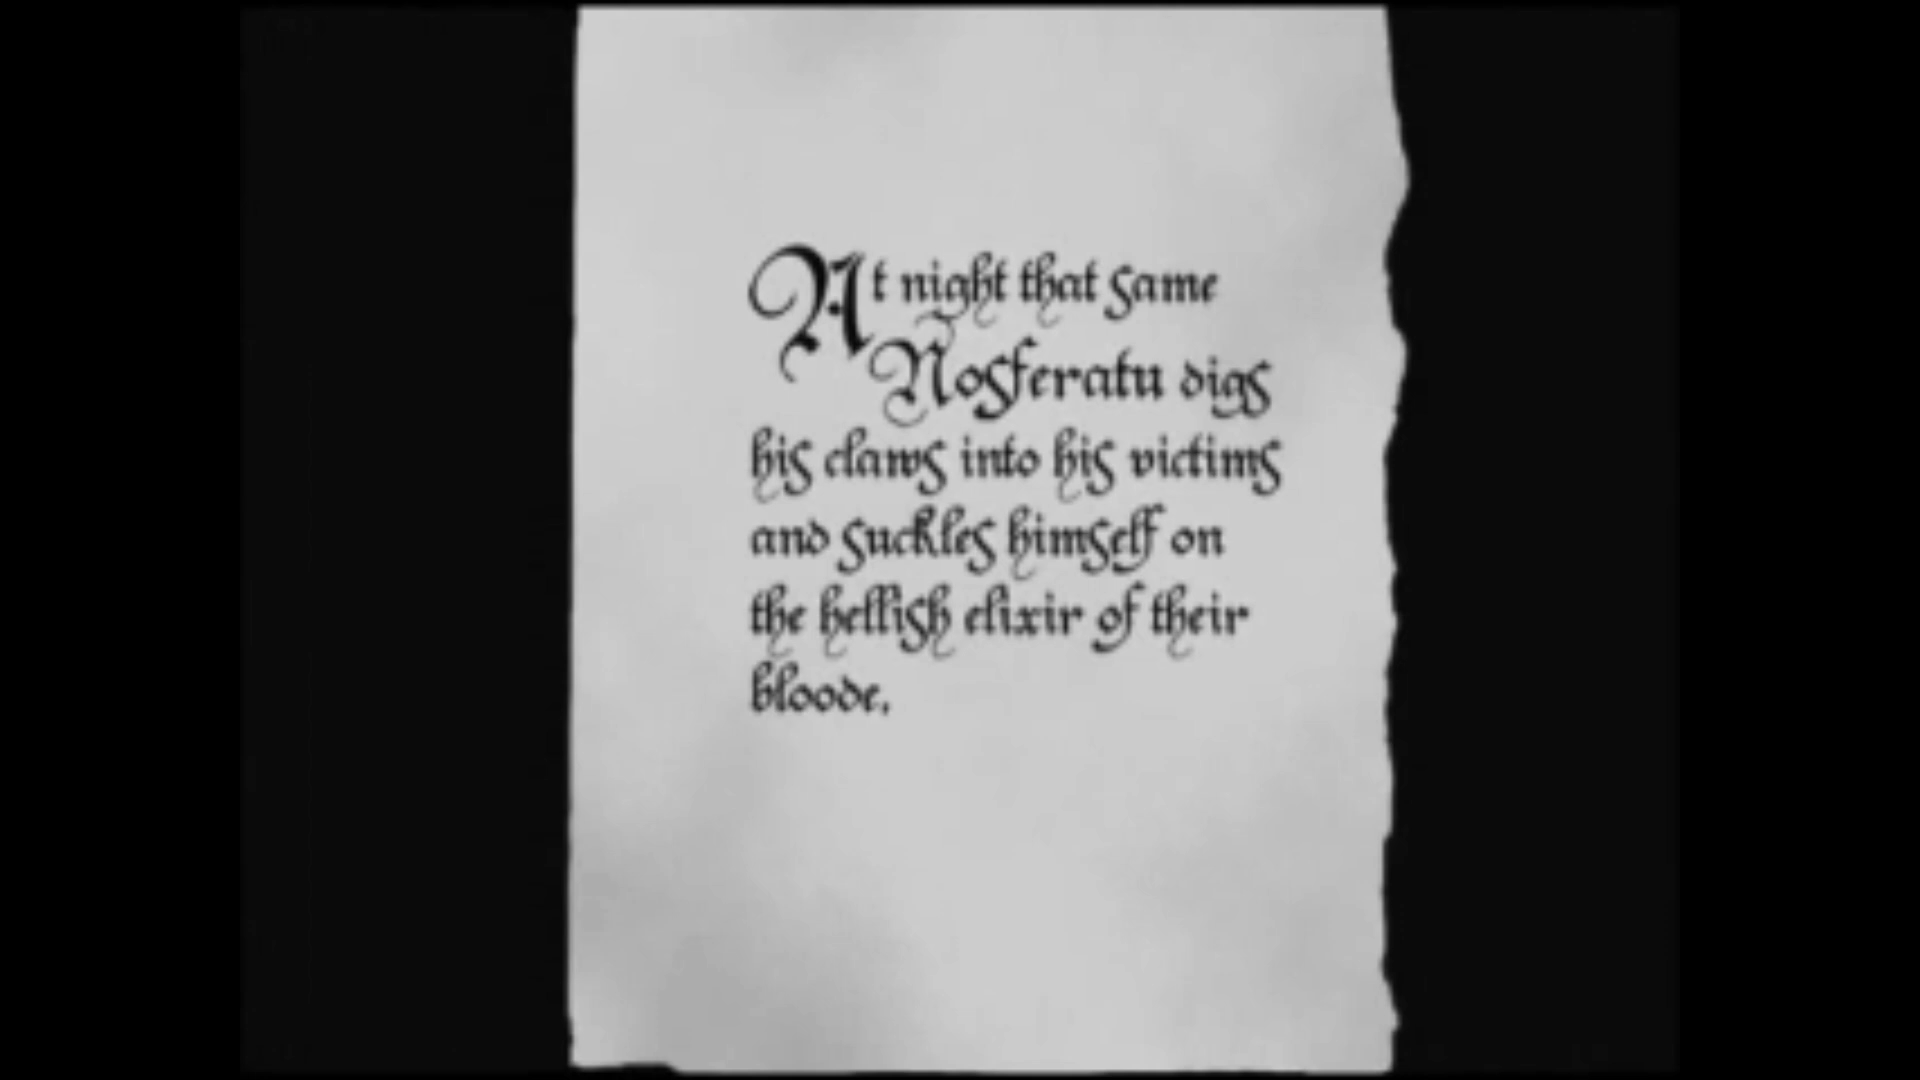 At night that same
Nosferatu digs
his claws into his victims
and suckles himself on
the hellish elixir of their
bloode.